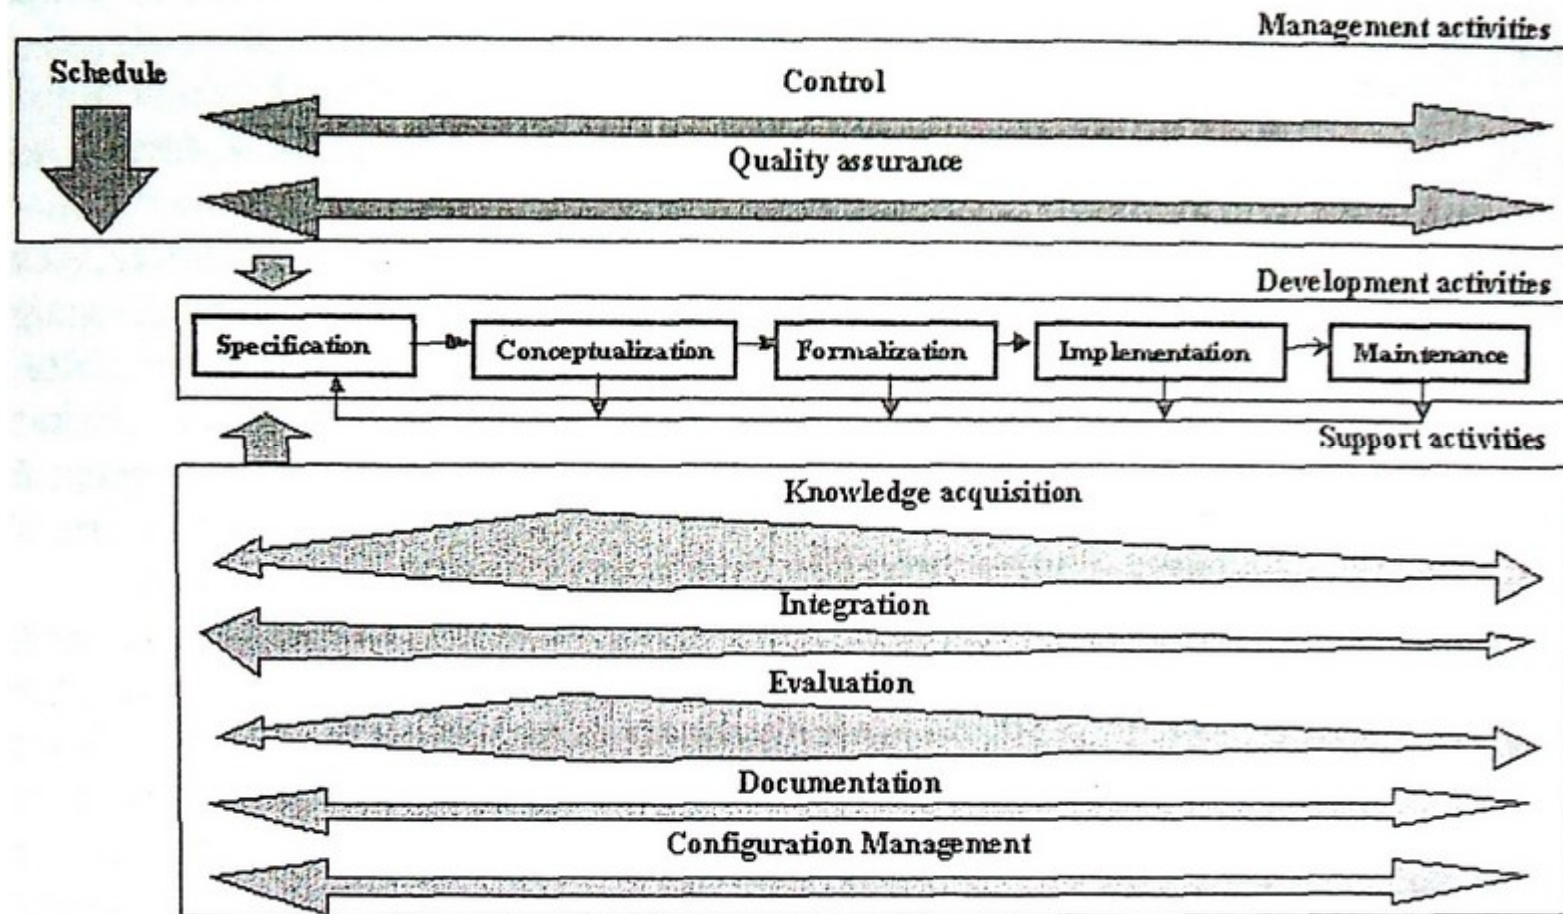 Management activities
Schedule
Control
Quality assurance
Development activities
Specification
Conceptualization
Formalization
Implementation
Maintenance
Support activities
Knowledge acquisition
Integration
Evaluation
Documentation
Configuration Management